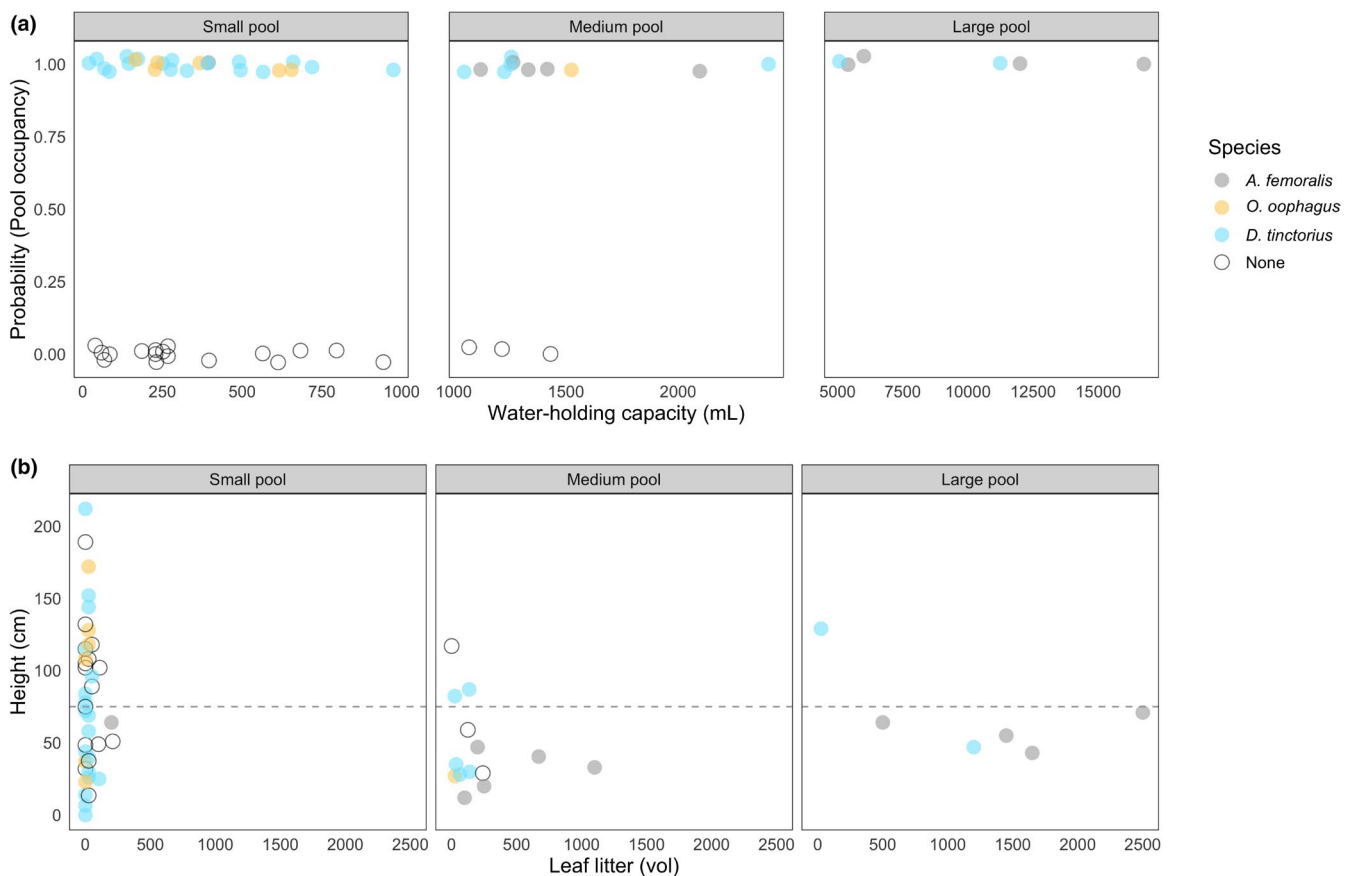 (a)
Small pool Medium pool Large pool
1.00
0.75
0.50
0.25
0.00
Probability (Pool occupancy)
0 250 500 750 1000 1000 1500 2000 5000 7500 10000 12500 15000
Water-holding capacity (mL)
Species
A. femoralis
O. oophagus
D. tinctorius
None
(b)
Small pool Medium pool Large pool
200
150
100
50
0
Height (cm)
0 500 1000 1500 2000 2500 0 500 1000 1500 2000 2500 0 500 1000 1500 2000 2500
Leaf litter (vol)